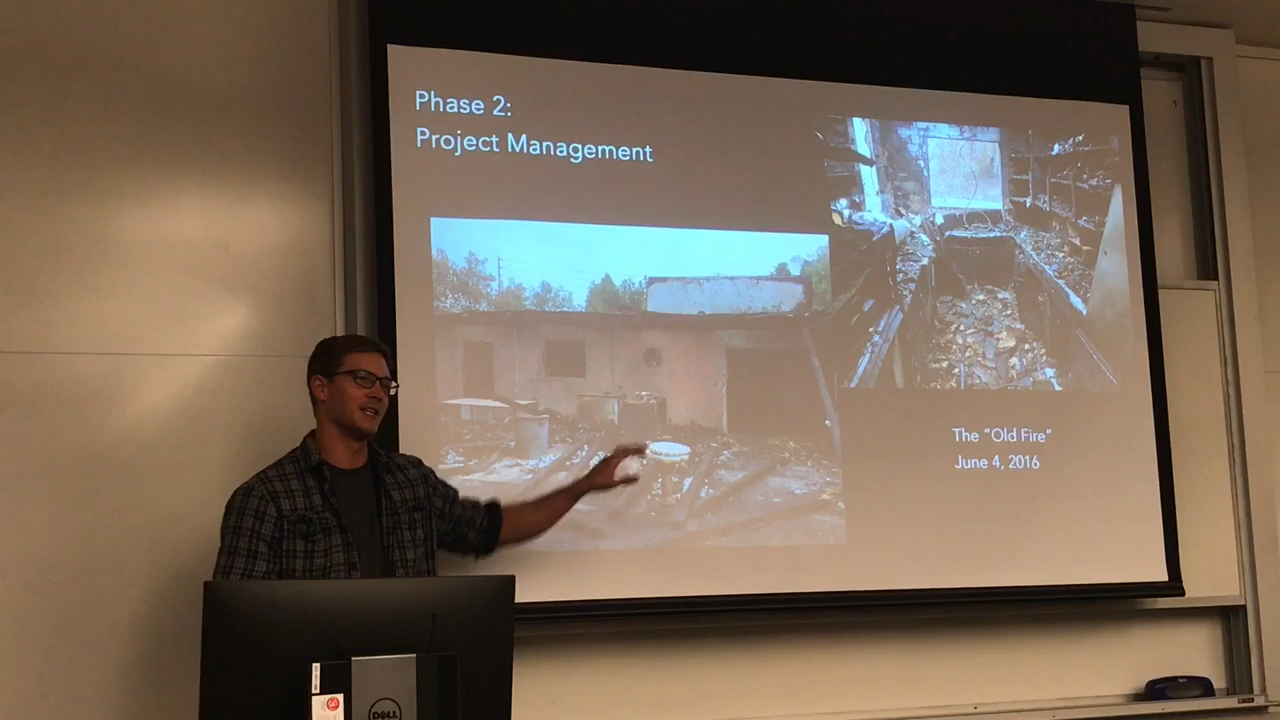 Phase 2:
Project Management
The “Old Fire”
June 4, 2016
DELL